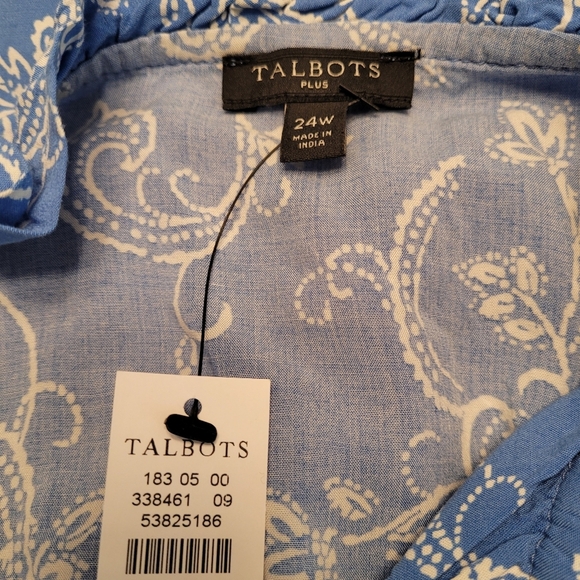 TALBOTS
PLUS
24W
MADE IN
INDIA
TALBOTS
183 05 00
338461 09
53825186